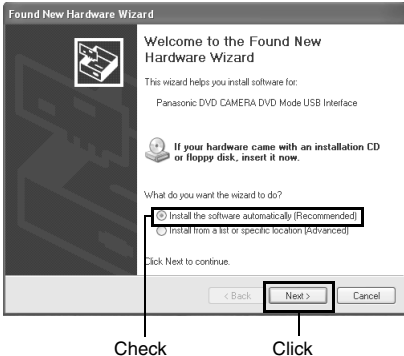 Found New Hardware Wizard
Welcome to the Found New
Hardware Wizard
This wizard helps you install software for:
Panasonic DVD CAMERA DVD Mode USB Interface
If your hardware came with an installation CD
or floppy disk, insert it now.
What do you want the wizard to do?
Install the software automatically (Recommended)
Install from a list or specific location (Advanced)
Click Next to continue.
< Back
Next >
Cancel
Check
Click